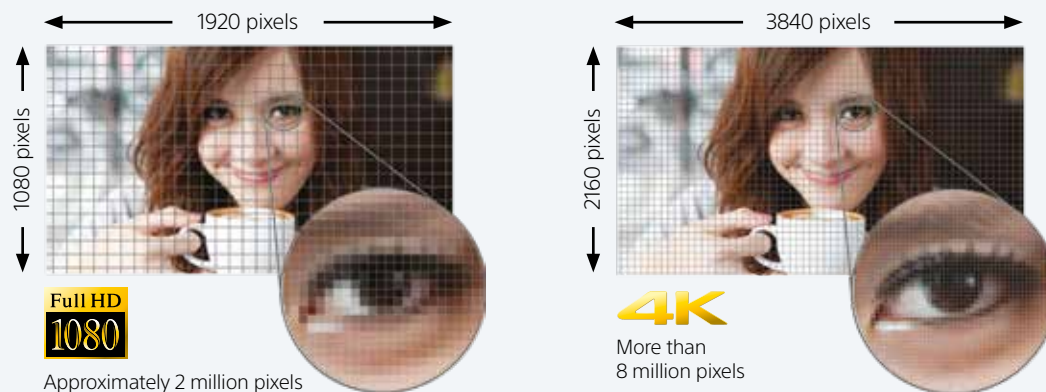 1920 pixels
1080 pixels
Full HD
1080
Approximately 2 million pixels
3840 pixels
2160 pixels
4K
More than
8 million pixels